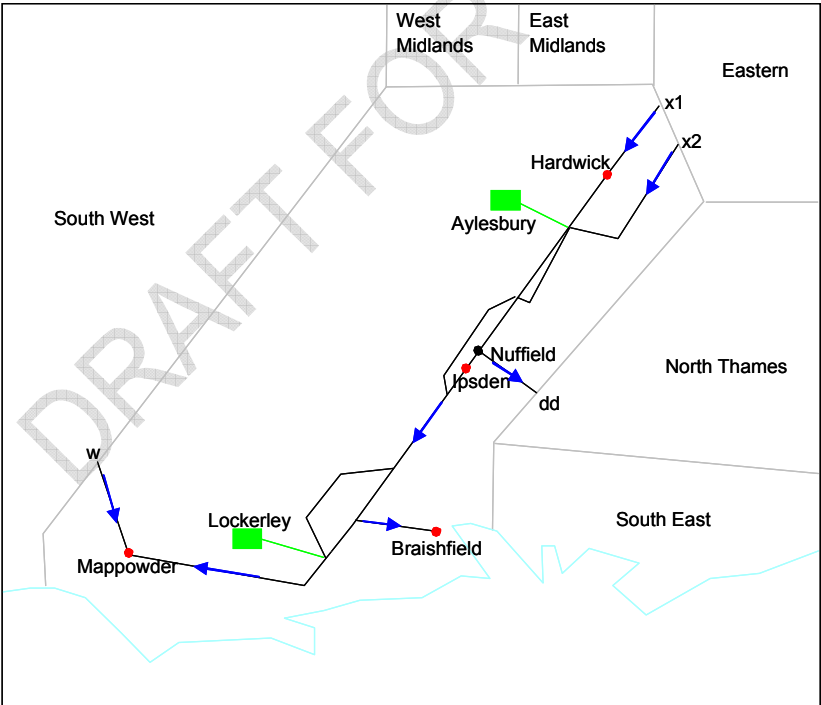 West
Midlands
East
Midlands
Eastern
x1
x2
Hardwick
Aylesbury
South West
Nuffield
Ipsden
dd
North Thames
w
Lockerley
Mappowder
Braishfield
South East
DRAFT FOR